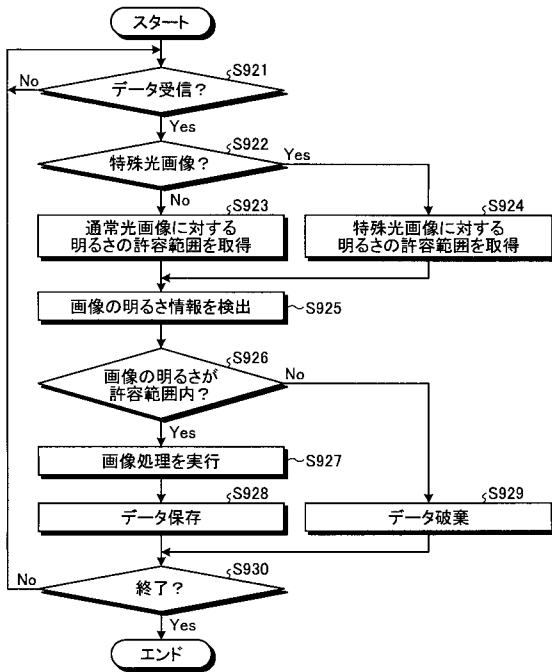 スタート
S921
No
データ受信？
Yes
S922
特殊光画像？
Yes
No
S923
通常光画像に対する
明るさの許容範囲を取得
S924
特殊光画像に対する
明るさの許容範囲を取得
画像の明るさ情報を検出
S925
S926
画像の明るさが
許容範囲内？
No
Yes
画像処理を実行
S927
S928
データ保存
S929
データ破棄
S930
No
終了？
Yes
エンド